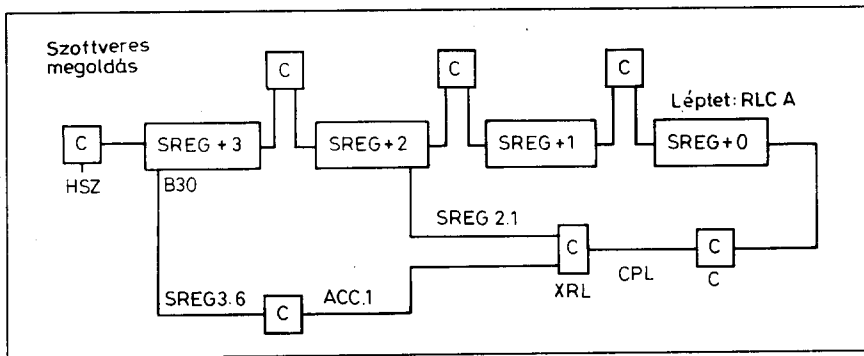 Szoftveres
megoldás
C
C
C
Léptet: RLC A
C
SREG + 3
SREG+2
SREG+1
SREG+0
HSZ
B30
SREG 2.1
C
CPL
C
XRL
C
SREG3.6
C
ACC.1